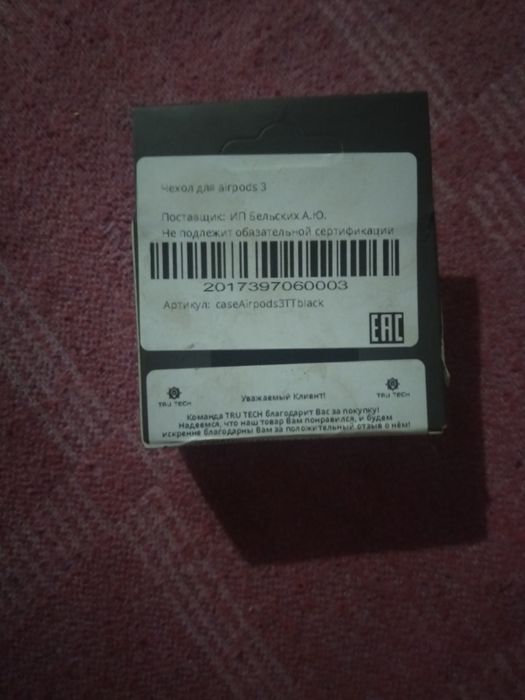 Чехол для airpods 3
Поставщик: ИП Бельских А.Ю.
Не подлежит обязательной сертификации
2017397060003
Артикул: caseAirpods3TTblack
EAC
TRU TECH
Уважаемый Клиент!
TRU TECH
Команда TRU TECH благодарит Вас за покупку!
Надеемся, что наш товар Вам понравился, и будем
искренне благодарны Вам за положительный отзыв о нём!